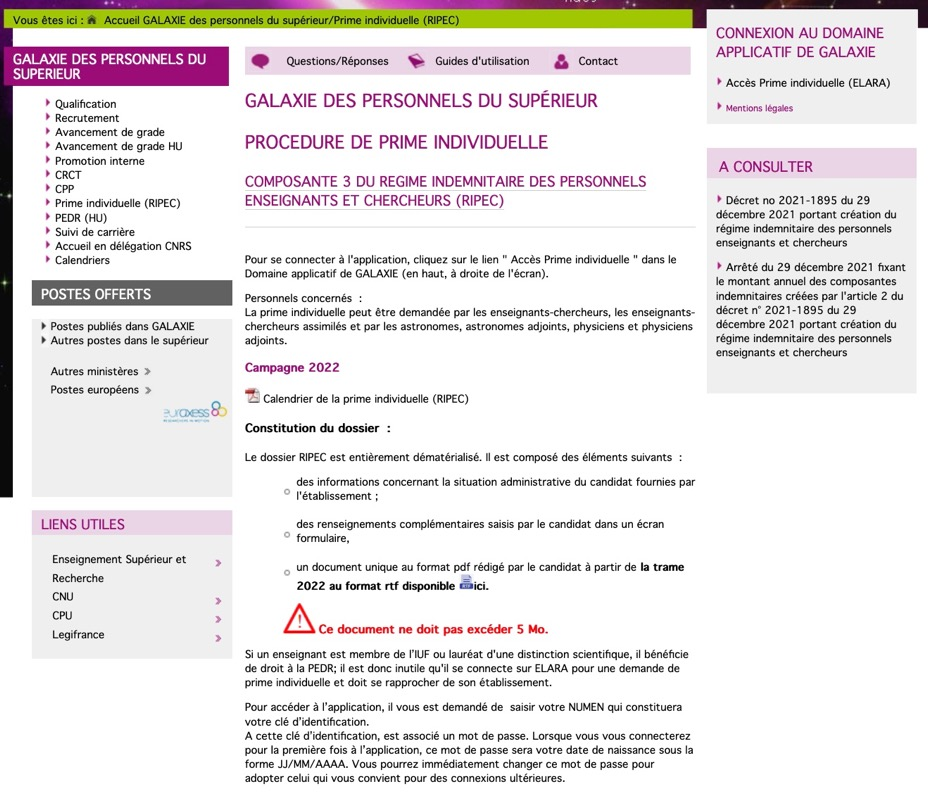 Vous êtes ici : Accueil GALAXIE des personnels du supérieur/Prime individuelle (RIPEC)
GALAXIE DES PERSONNELS DU
SUPERIEUR
Qualification
Recrutement
Avancement de grade
Avancement de grade HU
Promotion interne
CRCT
CPP
Prime individuelle (RIPEC)
PEDR (HU)
Suivi de carrière
Accueil en délégation CNRS
Calendriers
POSTES OFFERTS
Postes publiés dans GALAXIE
Autres postes dans le supérieur
Autres ministères
Postes européens
euraxess
LIENS UTILES
Enseignement Supérieur et
Recherche
CNU
CPU
Legifrance
Questions/Réponses Guides d'utilisation Contact
GALAXIE DES PERSONNELS DU SUPÉRIEUR
PROCEDURE DE PRIME INDIVIDUELLE
COMPOSANTE 3 DU REGIME INDEMNITAIRE DES PERSONNELS
ENSEIGNANTS ET CHERCHEURS (RIPEC)
Pour se connecter à l'application, cliquez sur le lien " Accès Prime individuelle " dans le
Domaine applicatif de GALAXIE (en haut, à droite de l'écran).
Personnels concernés :
La prime individuelle peut être demandée par les enseignants-chercheurs, les enseignants-
chercheurs assimilés et par les astronomes, astronomes adjoints, physiciens et physiciens
adjoints.
Campagne 2022
Calendrier de la prime individuelle (RIPEC)
Constitution du dossier :
Le dossier RIPEC est entièrement dématérialisé. Il est composé des éléments suivants :
des informations concernant la situation administrative du candidat fournies par
l'établissement ;
des renseignements complémentaires saisis par le candidat dans un écran
formulaire,
un document unique au format pdf rédigé par le candidat à partir de la trame
2022 au format rtf disponible ici.
Ce document ne doit pas excéder 5 Mo.
Si un enseignant est membre de l'IUF ou lauréat d'une distinction scientifique, il bénéficie
de droit à la PEDR; il est donc inutile qu'il se connecte sur ELARA pour une demande de
prime individuelle et doit se rapprocher de son établissement.
Pour accéder à l'application, il vous est demandé de saisir votre NUMEN qui constituera
votre clé d'identification.
A cette clé d'identification, est associé un mot de passe. Lorsque vous vous connecterez
pour la première fois à l'application, ce mot de passe sera votre date de naissance sous la
forme JJ/MM/AAAA. Vous pourrez immédiatement changer ce mot de passe pour
adopter celui qui vous convient pour des connexions ultérieures.
CONNEXION AU DOMAINE
APPLICATIF DE GALAXIE
Accès Prime individuelle (ELARA)
Mentions légales
A CONSULTER
Décret no 2021-1895 du 29
décembre 2021 portant création du
régime indemnitaire des personnels
enseignants et chercheurs
Arrêté du 29 décembre 2021 fixant
le montant annuel des composantes
indemnitaires créées par l'article 2 du
décret n° 2021-1895 du 29
décembre 2021 portant création du
régime indemnitaire des personnels
enseignants et chercheurs